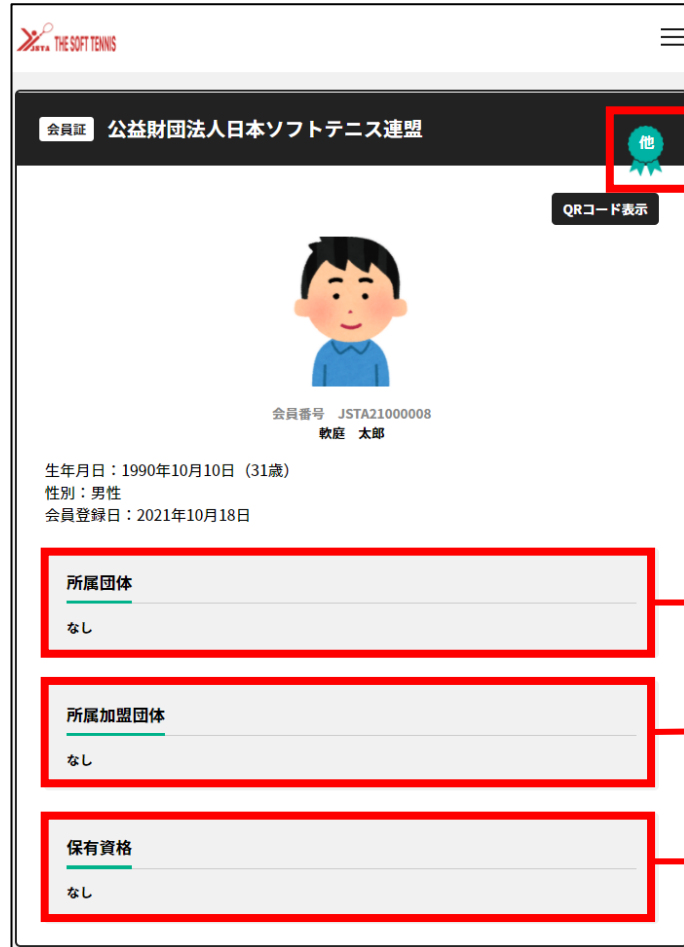 JSTA THE SOFT TENNIS
会員証 公益財団法人日本ソフトテニス連盟
他
QRコード表示
会員番号 JSTA21000008
軟庭 太郎
生年月日：1990年10月10日（31歳）
性別：男性
会員登録日：2021年10月18日
所属団体
なし
所属加盟団体
なし
保有資格
なし